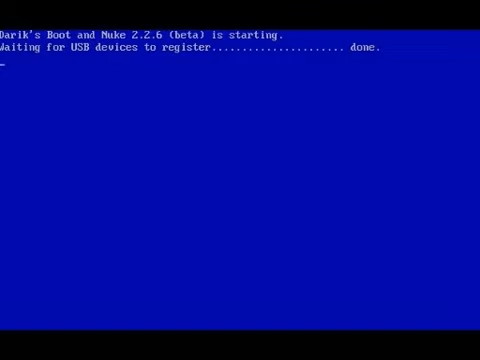 Darik's Boot and Nuke 2.2.6 (beta) is starting.
Waiting for USB devices to register...................... done.